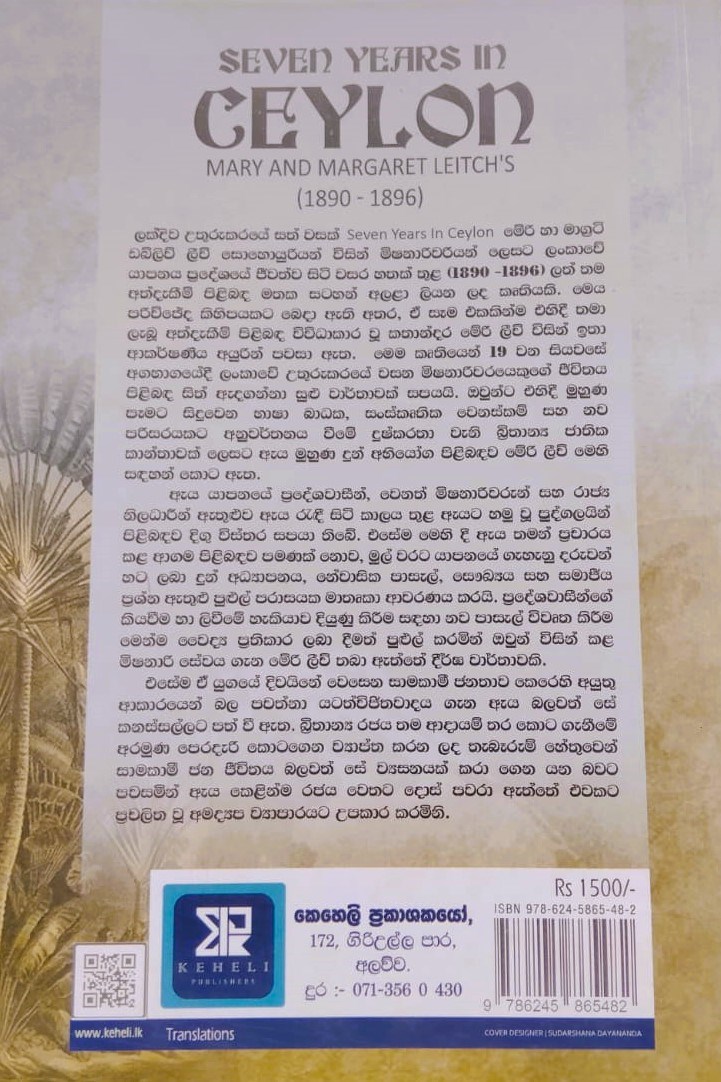 SEVEN YEARS IN
CEYLON
MARY AND MARGARET LEITCH'S
(1890 - 1896)
ලක්දිව උතුරුකරයේ සත් වසක් Seven Years In Ceylon මේරි හා මාග්‍රට්
ඩබ්ලිව් ලීච් සොහොයුරියන් විසින් මිෂනාරිවරියන් ලෙසට ලංකාවේ
යාපනය ප්‍රදේශයේ ජීවත්ව සිටි වසර හතක් තුළ (1890 -1896) ලත් තම
අත්දැකීම් පිළිබඳ මතක සටහන් අලළා ලියන ලද කෘතියකි. මෙය
පරිච්ඡේද කිහිපයකට බෙදා ඇති අතර, ඒ සෑම එකකින්ම එහිදී තමා
ලැබූ අත්දැකීම් පිළිබඳ විවිධාකාර වූ කතාන්දර මේරි ලීච් විසින් ඉතා
ආකර්ෂණීය අයුරින් පවසා ඇත. මෙම කෘතියෙන් 19 වන සියවසේ
අගභාගයේදී ලංකාවේ උතුරුකරයේ වසන මිෂනාරිවරයෙකුගේ ජීවිතය
පිළිබඳ සිත් ඇදගන්නා සුළු වාර්තාවක් සපයයි. ඔවුන්ට එහිදී මුහුණ
පෑමට සිදුවෙන භාෂා බාධක, සංස්කෘතික වෙනස්කම් සහ නව
පරිසරයකට අනුවර්තනය වීමේ දුෂ්කරතා වැනි බ්‍රිතාන්‍ය ජාතික
කාන්තාවක් ලෙසට ඇය මුහුණ දුන් අභියෝග පිළිබඳව මේරි ලීච් මෙහි
සඳහන් කොට ඇත.
ඇය යාපනයේ ප්‍රදේශවාසීන්, වෙනත් මිෂනාරිවරුන් සහ රාජ්‍ය
නිලධාරීන් ඇතුළුව ඇය රැඳී සිටි කාලය තුළ ඇයට හමු වූ පුද්ගලයින්
පිළිබඳව දිගු විස්තර සපයා තිබේ. එසේම මෙහි දී ඇය තමන් ප්‍රචාරය
කළ ආගම පිළිබඳව පමණක් නොව, මුල් වරට යාපනයේ ගැහැනු දරුවන්
හට ලබා දුන් අධ්‍යාපනය, නේවාසික පාසැල්, සෞඛ්‍යය සහ සමාජීය
ප්‍රශ්න ඇතුළු පුළුල් පරාසයක මාතෘකා ආවරණය කරයි. ප්‍රදේශවාසීන්ගේ
කියවීම හා ලිවීමේ හැකියාව දියුණු කිරීම සඳහා නව පාසැල් විවෘත කිරීම
මෙන්ම වෛද්‍ය ප්‍රතිකාර ලබා දීමත් පුළුල් කරමින් ඔවුන් විසින් කළ
මිෂනාරි සේවය ගැන මේරි ලීච් තබා ඇත්තේ දීර්ඝ වාර්තාවකි.
එසේම ඒ යුගයේ දිවයිනේ වෙසෙන සාමකාමී ජනතාව කෙරෙහි අයුතු
ආකාරයෙන් බල පවත්නා යටත්විජිතවාදය ගැන ඇය බලවත් සේ
කනස්සල්ලට පත් වී ඇත. බ්‍රිතාන්‍ය රජය තම ආදායම් තර කොට ගැනීමේ
අරමුණ පෙරදැරි කොටගෙන ව්‍යාප්ත කරන ලද තැබෑරුම් හේතුවෙන්
සාමකාමී ජන ජීවිතය බලවත් සේ ව්‍යසනයක් කරා ගෙන යන බවට
පවසමින් ඇය කෙළින්ම රජය වෙතට දොස් පවරා ඇත්තේ එවකට
ප්‍රචලිත වූ අමද්‍යප ව්‍යාපාරයට උපකාර කරමිනි.
Rs 1500/-
ISBN 978-624-5865-48-2
9 786245 865482
KEHELI
PUBLISHERS
කෙහෙලි ප්‍රකාශකයෝ,
172, ගිරිඋල්ල පාර,
අලව්ව.
දුර :- 071-356 0 430
www.keheli.lk Translations
COVER DESIGNER | SUDARSHANA DAYANANDA